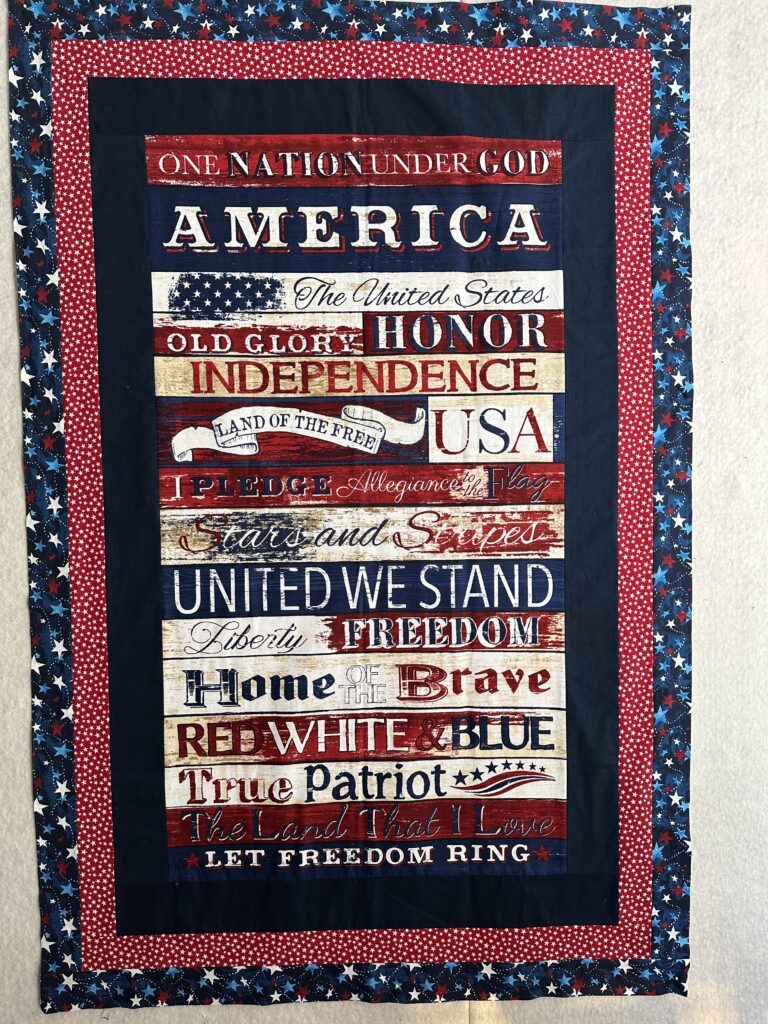 ONE NATION UNDER GOD
AMERICA
The United States
OLD GLORY HONOR
INDEPENDENCE
LAND OF THE FREE USA
I PLEDGE Allegiance to the Flag
Stars and Stripes
UNITED WE STAND
Liberty FREEDOM
Home OF THE Brave
RED WHITE & BLUE
True Patriot
The Land That I Love
LET FREEDOM RING